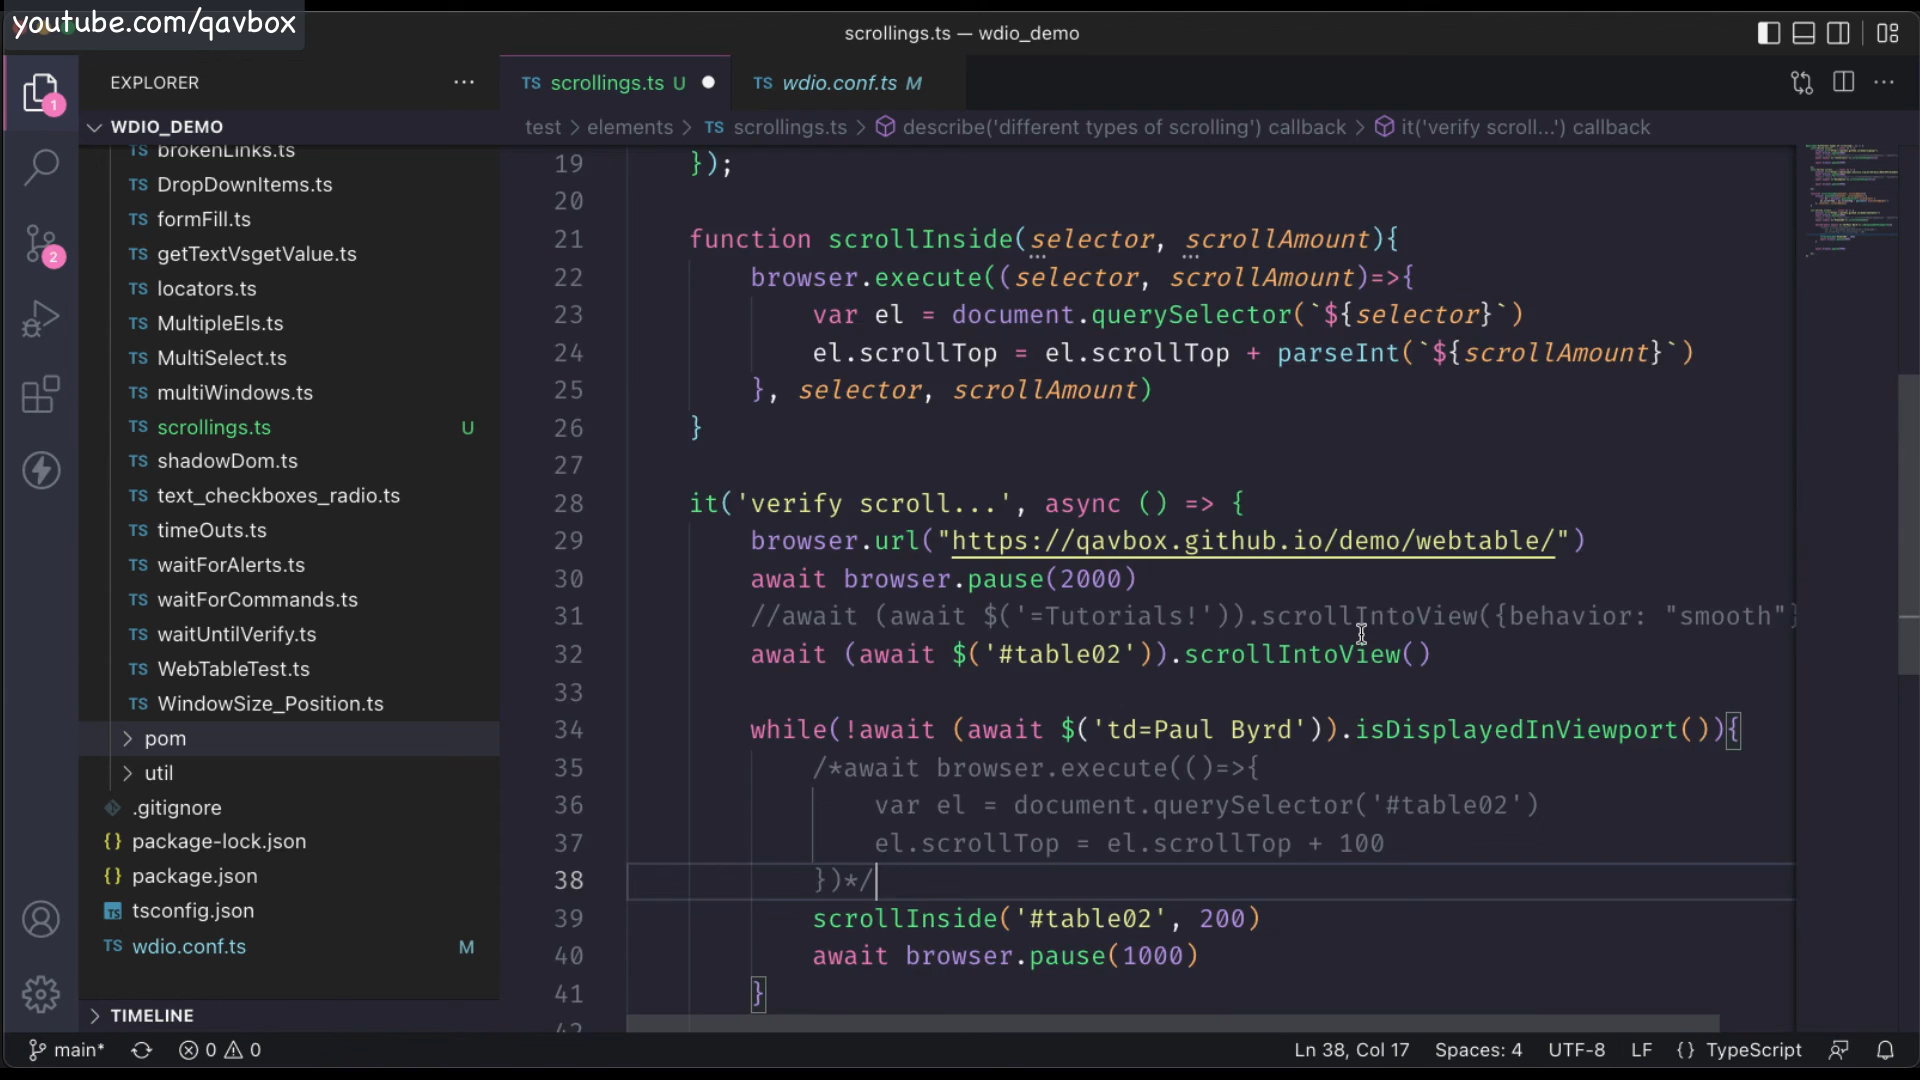 youtube.com/qavbox
scrollings.ts — wdio_demo
EXPLORER
TS scrollings.ts U
TS wdio.conf.ts M
WDIO_DEMO
test > elements > TS scrollings.ts > describe('different types of scrolling') callback > it('verify scroll...') callback
TS brokenLinks.ts
TS DropDownItems.ts
TS formFill.ts
TS getTextVsgetValue.ts
TS locators.ts
TS MultipleEls.ts
TS MultiSelect.ts
TS multiWindows.ts
TS scrollings.ts U
TS shadowDom.ts
TS text_checkboxes_radio.ts
TS timeOuts.ts
TS waitForAlerts.ts
TS waitForCommands.ts
TS waitUntilVerify.ts
TS WebTableTest.ts
TS WindowSize_Position.ts
> pom
> util
.gitignore
{} package-lock.json
{} package.json
TS tsconfig.json
TS wdio.conf.ts M
> TIMELINE
1
2
19 });
20
21 function scrollInside(selector, scrollAmount){
22 browser.execute((selector, scrollAmount)=>{
23 var el = document.querySelector(`${selector}`)
24 el.scrollTop = el.scrollTop + parseInt(`${scrollAmount}`)
25 }, selector, scrollAmount)
26 }
27
28 it('verify scroll...', async () => {
29 browser.url("https://qavbox.github.io/demo/webtable/")
30 await browser.pause(2000)
31 //await (await $('=Tutorials!')).scrollIntoView({behavior: "smooth"}
32 await (await $('#table02')).scrollIntoView()
33
34 while(!await (await $('td=Paul Byrd')).isDisplayedInViewport()){
35 /*await browser.execute(()=>{
36 var el = document.querySelector('#table02')
37 el.scrollTop = el.scrollTop + 100
38 })*/
39 scrollInside('#table02', 200)
40 await browser.pause(1000)
41 }
42
main* 0 0
Ln 38, Col 17 Spaces: 4 UTF-8 LF {} TypeScript